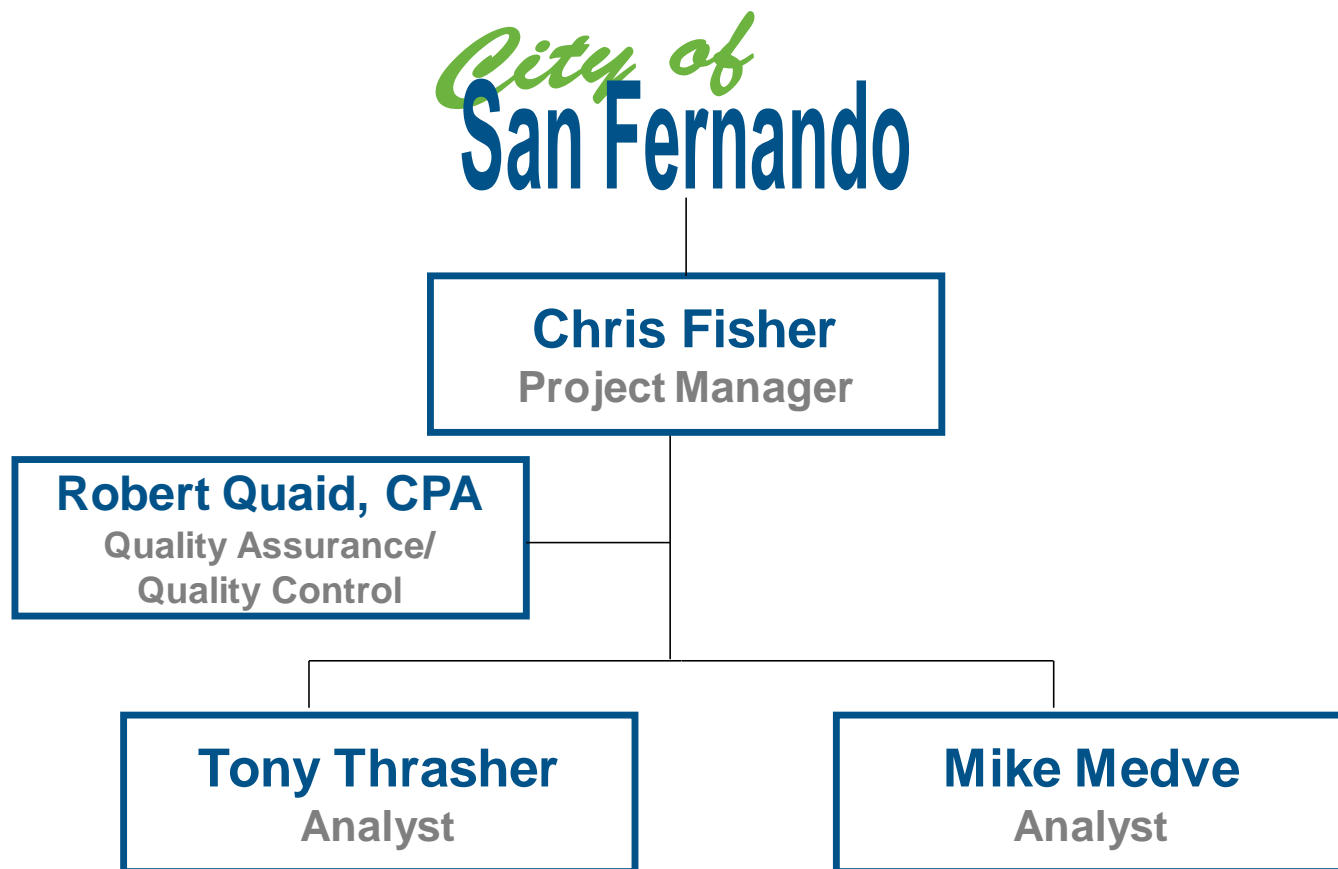 City of
San Fernando
Chris Fisher
Project Manager
Robert Quaid, CPA
Quality Assurance/
Quality Control
Tony Thrasher
Analyst
Mike Medve
Analyst